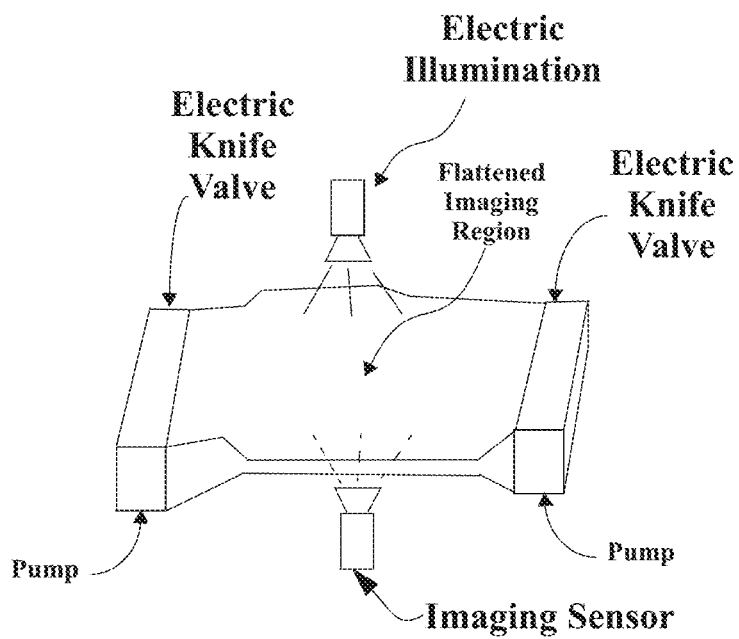 Electric
Illumination
Electric
Knife
Valve
Flattened
Imaging
Region
Electric
Knife
Valve
Pump
Pump
Imaging Sensor